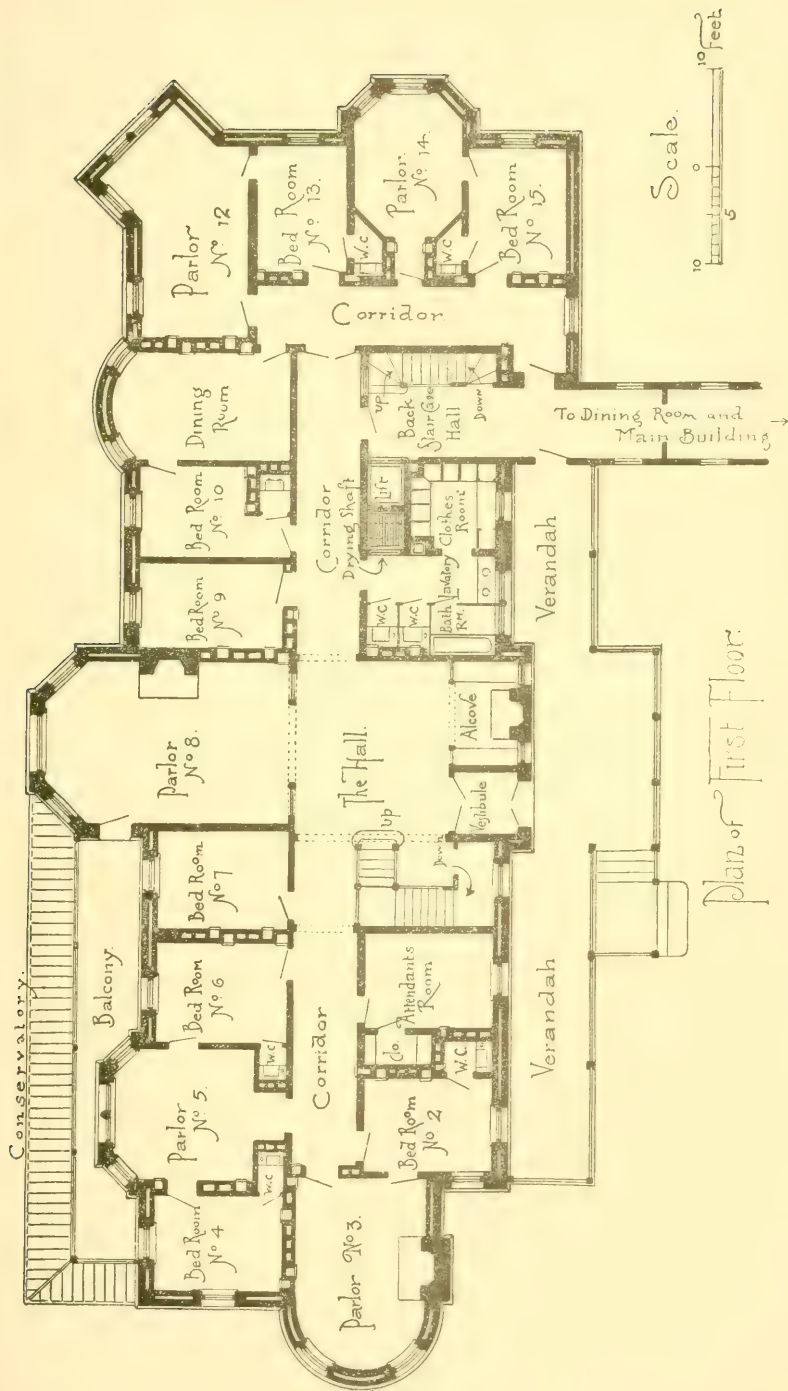 Conservatory.
Balcony.
Bed Room
No 4
W.C
Parlor
No 5.
W.C
Bed Room
No 6
Bed Room
No 7
Parlor
No 8.
Bed Room
No 9
Bed Room
No 10
Dining
Room
Parlor
No 12
Bed Room
No 13.
W.C
Parlor
No 14.
W.C
Bed Room
No 15.
Parlor No 3.
Corridor
Bed Room
No 2
W.C.
Clo.
Attendants
Room
Up
Down
The Hall.
Vestibule
Alcove
Corridor
Drying Shaft
Lift
W.C
W.C
Bath
RM.
Lavatory
Clothes
Room
Up
Back
Stair Case
Hall
Down
Corridor
To Dining Room and
Main Building
Verandah
Verandah
Plan of First Floor.
Scale.
10
5
0
10 Feet